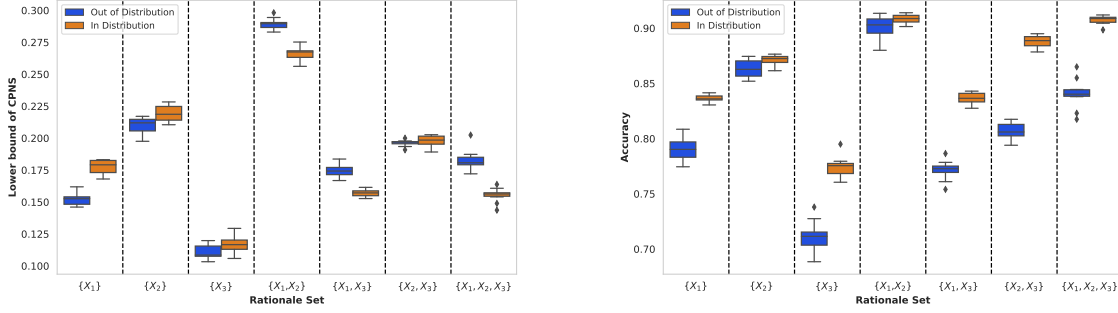 Out of Distribution
In Distribution
0.300
0.275
0.250
0.225
0.200
0.175
0.150
0.125
0.100
Lower bound of CPNS
{X1}
{X2}
{X3}
{X1,X2}
{X1, X3}
{X2, X3}
{X1, X2, X3}
Rationale Set
Out of Distribution
In Distribution
0.90
0.85
0.80
0.75
0.70
Accuracy
{X1}
{X2}
{X3}
{X1,X2}
{X1, X3}
{X2, X3}
{X1, X2, X3}
Rationale Set